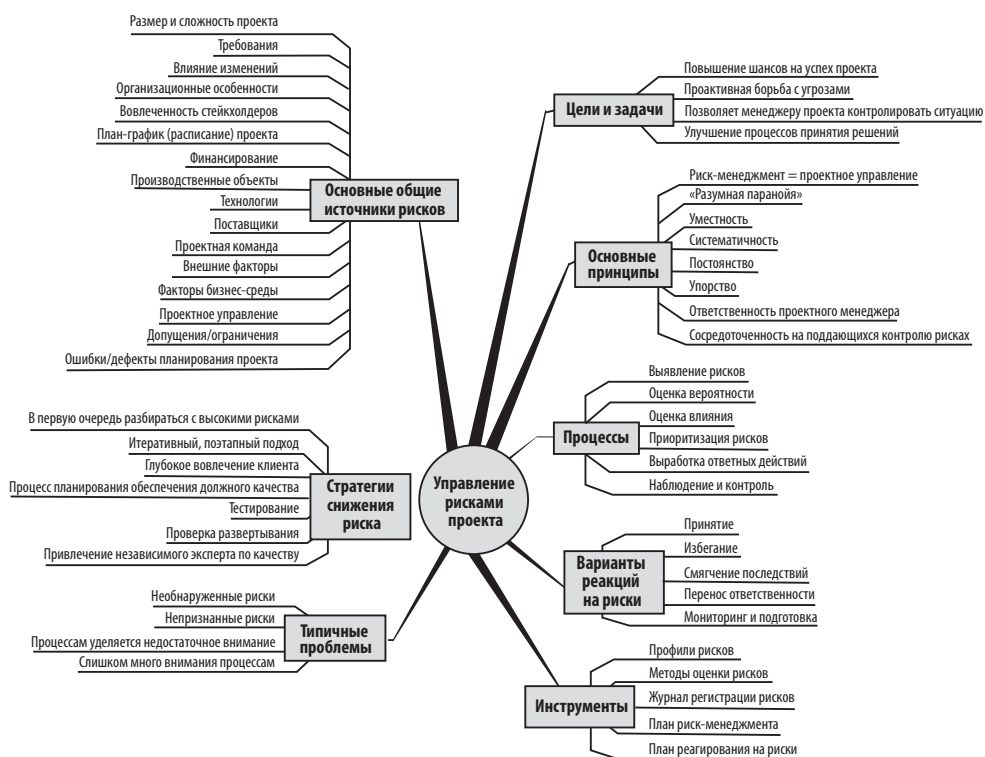 Размер и сложность проекта
Требования
Влияние изменений
Организационные особенности
Вовлеченность стейкхолдеров
План-график (расписание) проекта
Финансирование
Производственные объекты
Технологии
Поставщики
Проектная команда
Внешние факторы
Факторы бизнес-среды
Проектное управление
Допущения/ограничения
Ошибки/дефекты планирования проекта
Основные общие
источники рисков
В первую очередь разбираться с высокими рисками
Итеративный, поэтапный подход
Глубокое вовлечение клиента
Процесс планирования обеспечения должного качества
Тестирование
Проверка развертывания
Привлечение независимого эксперта по качеству
Стратегии
снижения
риска
Необнаруженные риски
Непризнанные риски
Процессам уделяется недостаточное внимание
Слишком много внимания процессам
Типичные
проблемы
Управление
рисками
проекта
Цели и задачи
Повышение шансов на успех проекта
Проактивная борьба с угрозами
Позволяет менеджеру проекта контролировать ситуацию
Улучшение процессов принятия решений
Основные
принципы
Риск-менеджмент = проектное управление
«Разумная паранойя»
Уместность
Систематичность
Постоянство
Упорство
Ответственность проектного менеджера
Сосредоточенность на поддающихся контролю рисках
Процессы
Выявление рисков
Оценка вероятности
Оценка влияния
Приоритизация рисков
Выработка ответных действий
Наблюдение и контроль
Варианты
реакций
на риски
Принятие
Избегание
Смягчение последствий
Перенос ответственности
Мониторинг и подготовка
Инструменты
Профили рисков
Методы оценки рисков
Журнал регистрации рисков
План риск-менеджмента
План реагирования на риски